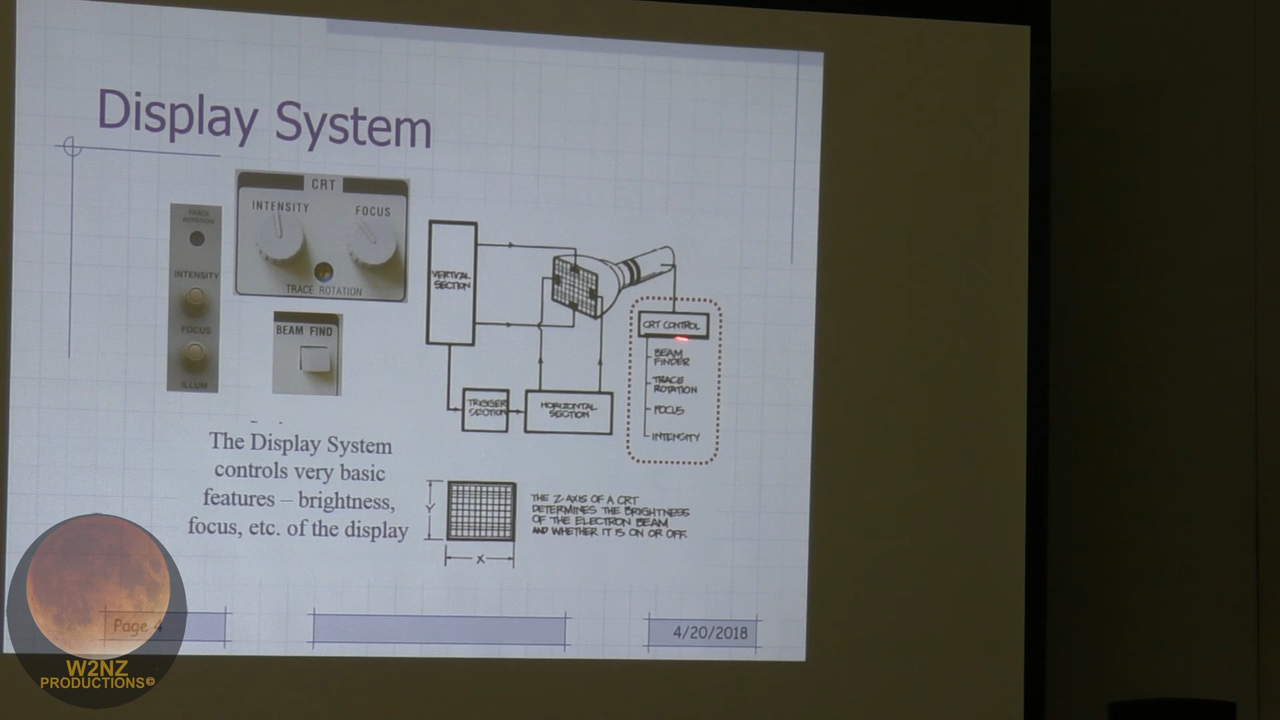 Display System
TRACE
ROTATION
INTENSITY
FOCUS
ILLUM
CRT
INTENSITY FOCUS
TRACE ROTATION
BEAM FIND
VERTICAL
SECTION
TRIGGER
SECTION
HORIZONTAL
SECTION
CRT CONTROL
BEAM
FINDER
TRACE
ROTATION
FOCUS
INTENSITY
The Display System
controls very basic
features – brightness,
focus, etc. of the display
Y
X
THE Z-AXIS OF A CRT
DETERMINES THE BRIGHTNESS
OF THE ELECTRON BEAM
AND WHETHER IT IS ON OR OFF.
Page 4
4/20/2018
W2NZ
PRODUCTIONS©